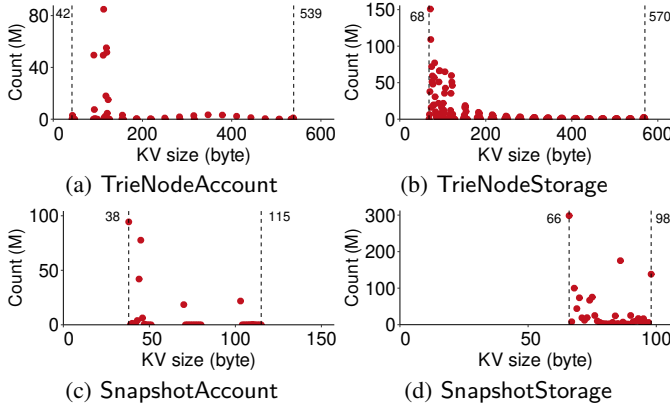 80
40
0
Count (M)
42
539
0 200 400 600
KV size (byte)
(a) TrieNodeAccount
150
100
50
0
Count (M)
68
570
0 200 400 600
KV size (byte)
(b) TrieNodeStorage
100
50
0
Count (M)
38
115
0 50 100 150
KV size (byte)
(c) SnapshotAccount
300
200
100
0
Count (M)
66
98
0 50 100
KV size (byte)
(d) SnapshotStorage